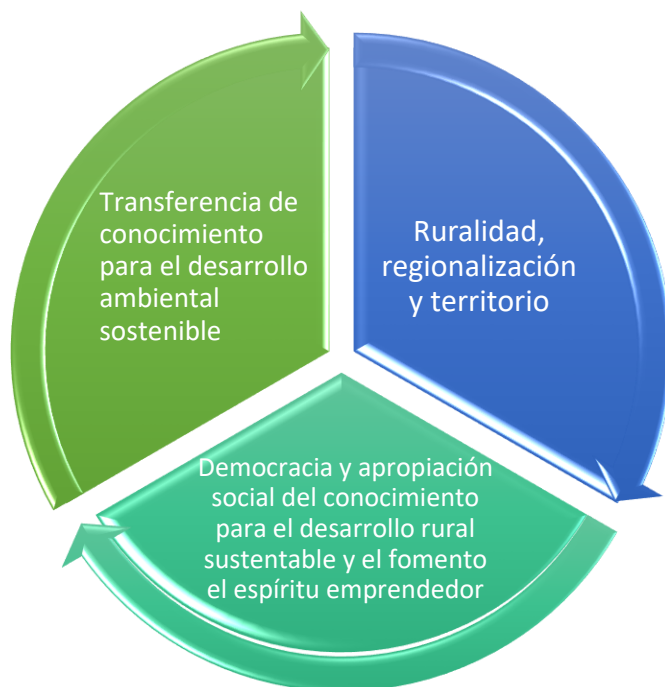 Transferencia de
conocimiento
para el desarrollo
ambiental
sostenible
Ruralidad,
regionalización
y territorio
Democracia y apropiación
social del conocimiento
para el desarrollo rural
sustentable y el fomento
el espíritu emprendedor